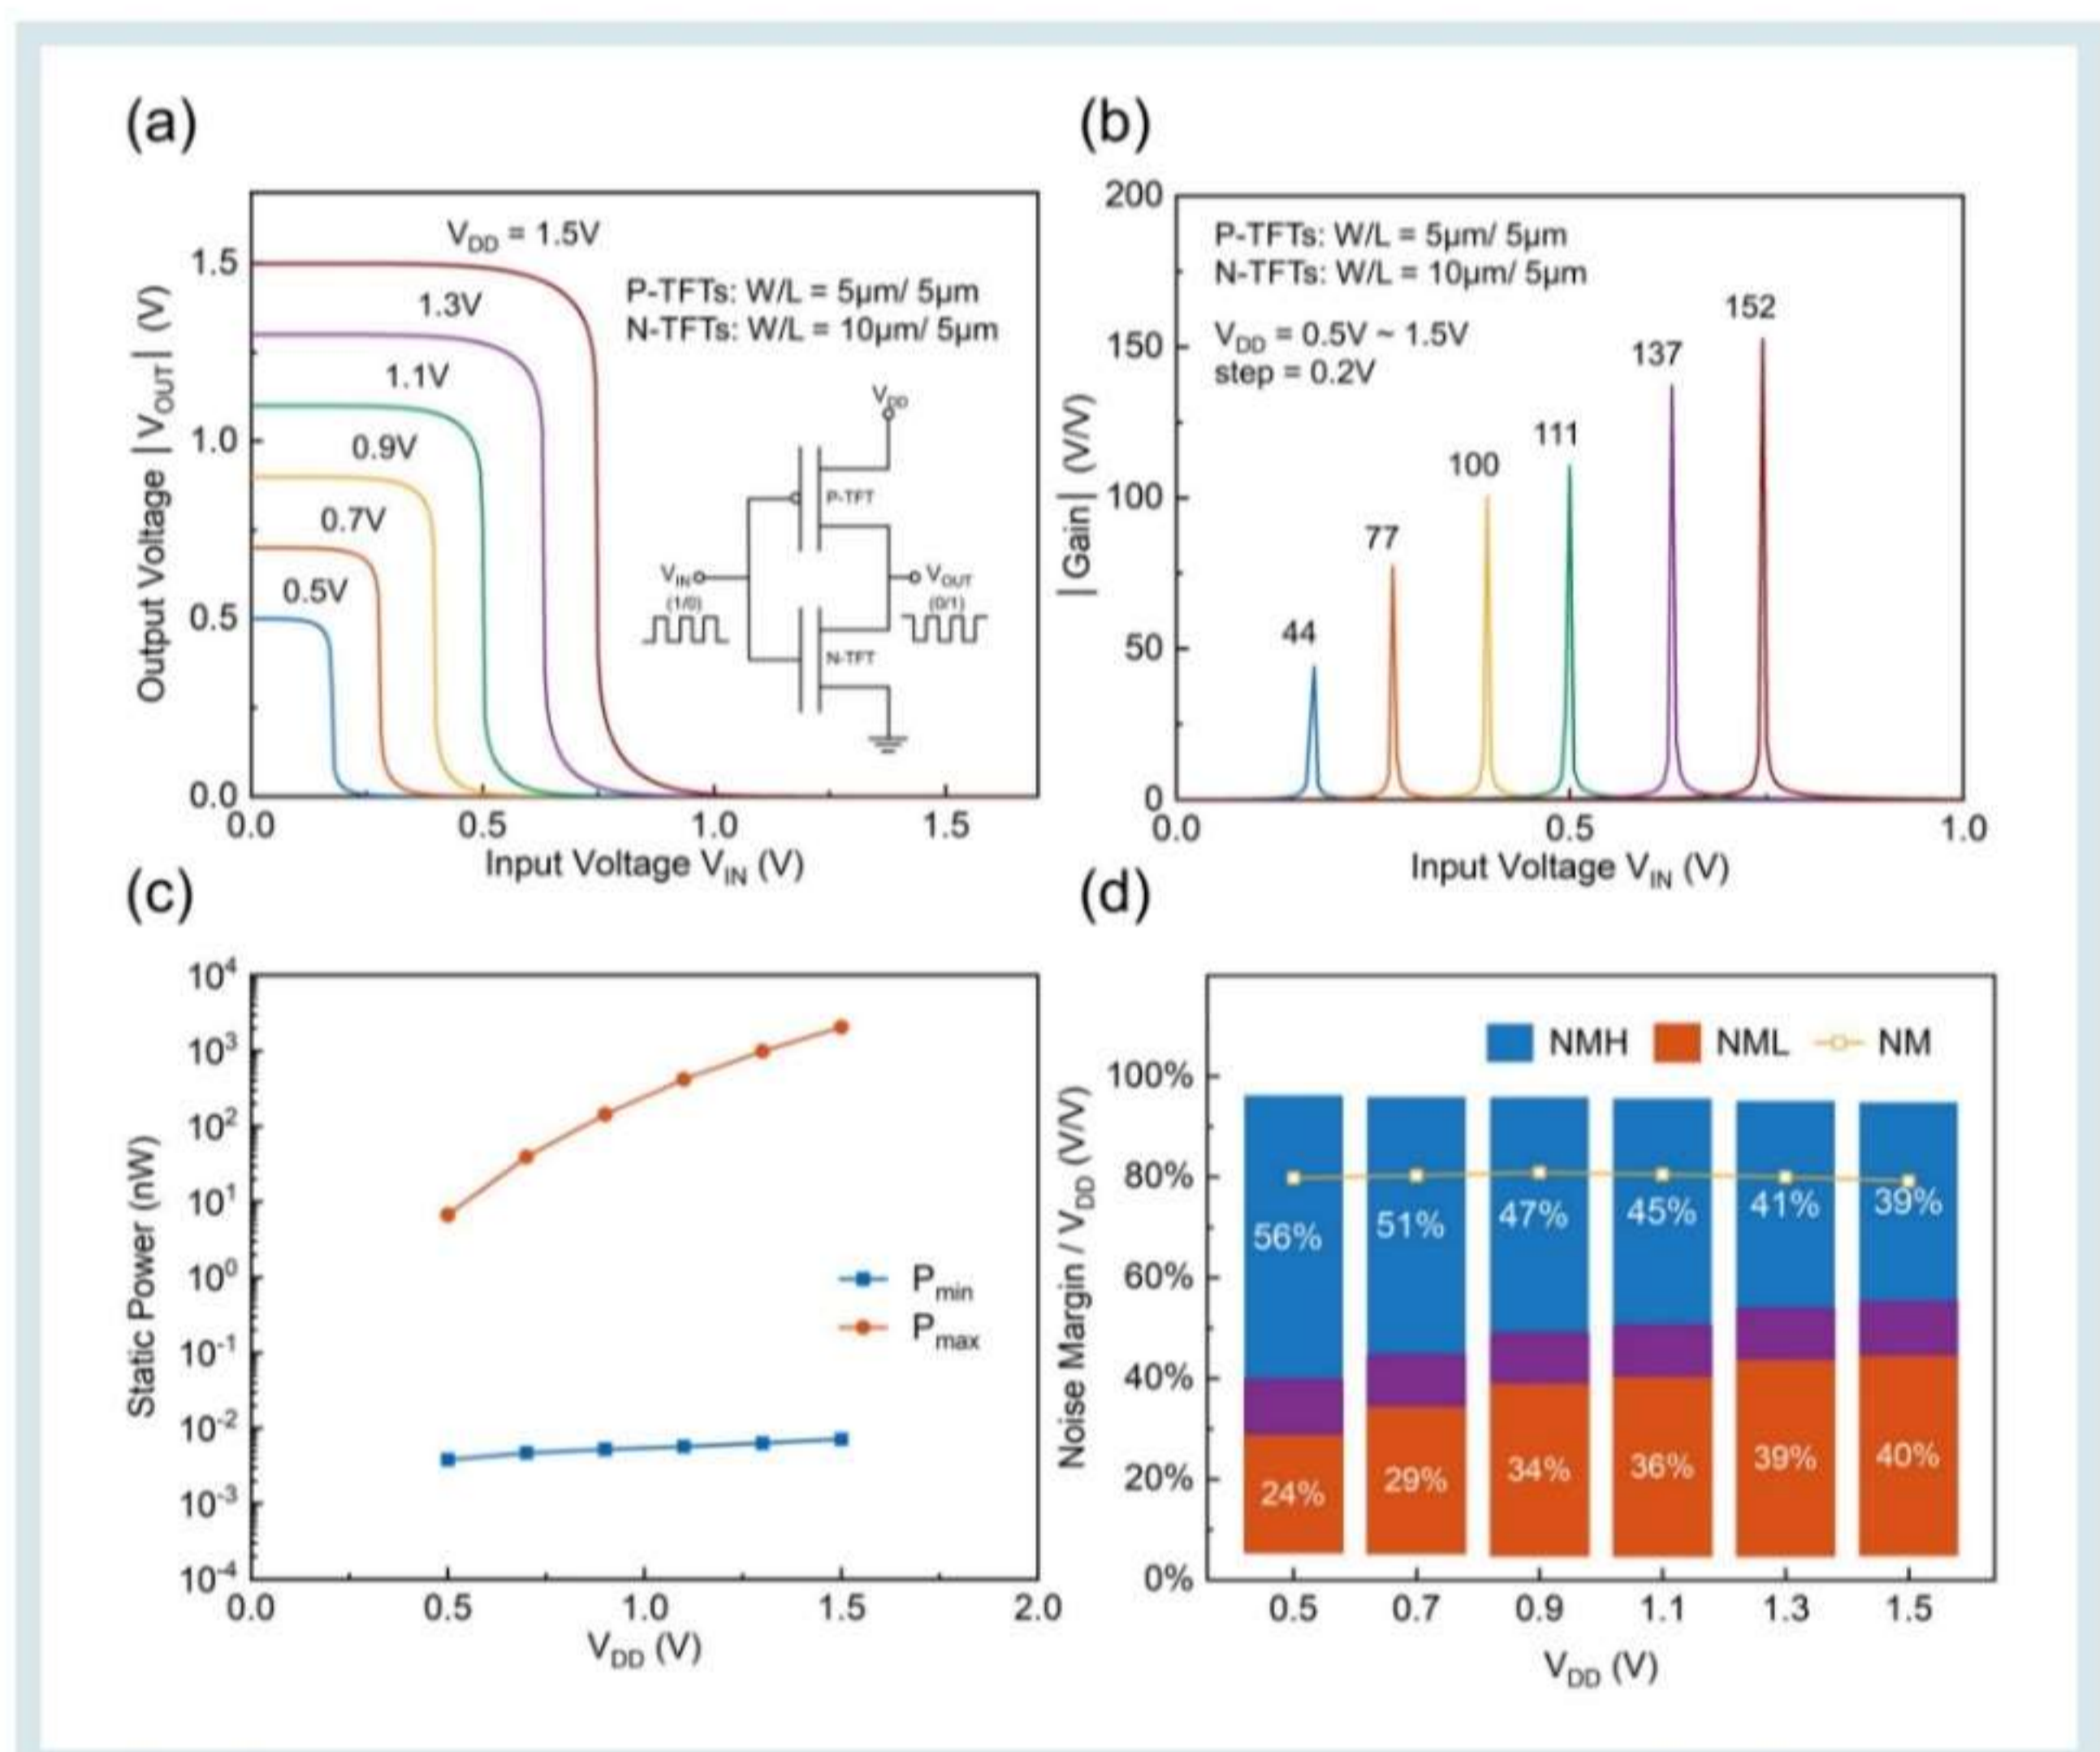 (a)
V_DD = 1.5V
1.3V
1.1V
0.9V
0.7V
0.5V
P-TFTs: W/L = 5µm/ 5µm
N-TFTs: W/L = 10µm/ 5µm
V_DD
P-TFT
V_IN
(1/0)
V_OUT
(0/1)
N-TFT
1.5
1.0
0.5
0.0
0.0 0.5 1.0 1.5
Output Voltage |V_OUT| (V)
Input Voltage V_IN (V)
(b)
P-TFTs: W/L = 5µm/ 5µm
N-TFTs: W/L = 10µm/ 5µm
V_DD = 0.5V ~ 1.5V
step = 0.2V
44
77
100
111
137
152
200
150
100
50
0
0.0 0.5 1.0
|Gain| (V/V)
Input Voltage V_IN (V)
(c)
10^4
10^3
10^2
10^1
10^0
10^-1
10^-2
10^-3
10^-4
Static Power (nW)
P_min
P_max
0.0 0.5 1.0 1.5 2.0
V_DD (V)
(d)
NMH NML NM
100%
80%
60%
40%
20%
0%
Noise Margin / V_DD (V/V)
56% 51% 47% 45% 41% 39%
24% 29% 34% 36% 39% 40%
0.5 0.7 0.9 1.1 1.3 1.5
V_DD (V)